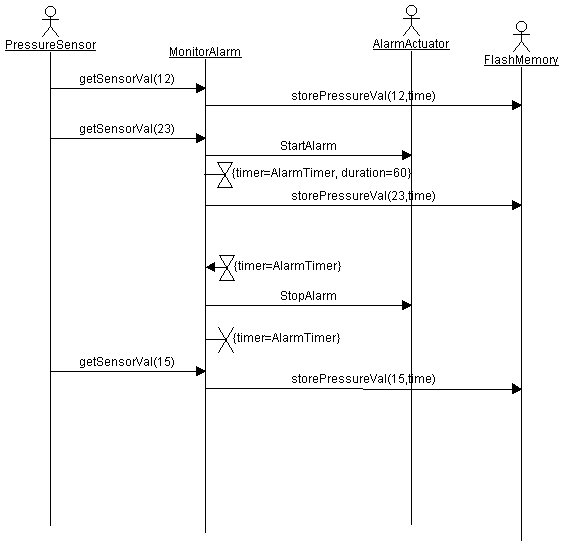 PressureSensor
MonitorAlarm
AlarmActuator
FlashMemory
getSensorVal(12)
storePressureVal(12,time)
getSensorVal(23)
StartAlarm
{timer=AlarmTimer, duration=60}
storePressureVal(23,time)
{timer=AlarmTimer}
StopAlarm
{timer=AlarmTimer}
getSensorVal(15)
storePressureVal(15,time)